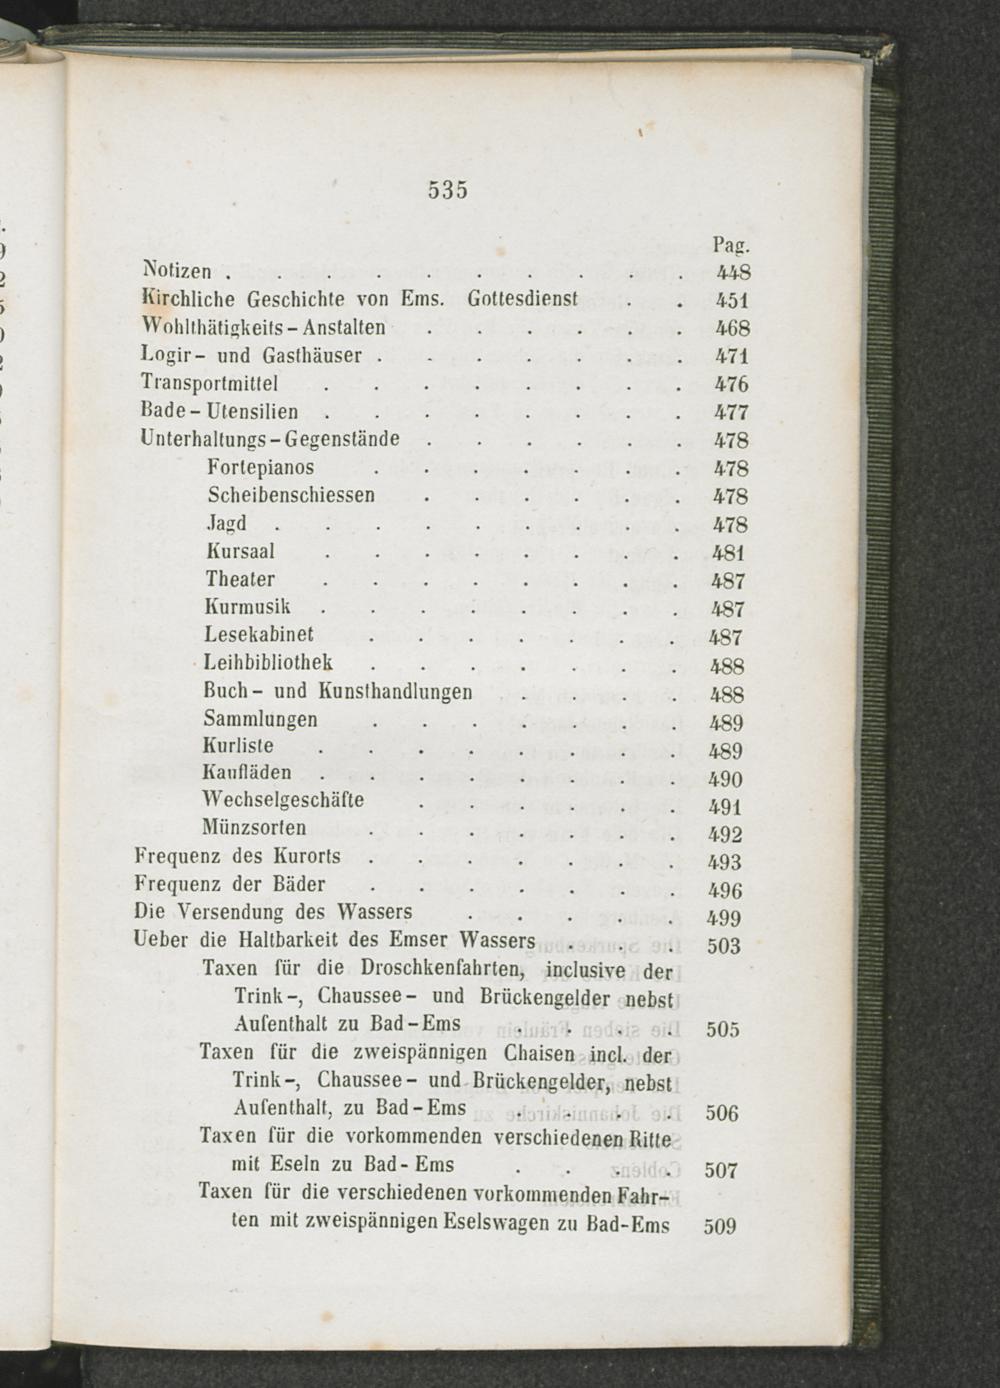 535
Pag.
Notizen . . . . . . . . . 448
Kirchliche Geschichte von Ems. Gottesdienst . . 451
Wohlthätigkeits-Anstalten . . . . . . 468
Logir- und Gasthäuser . . . . . . . 471
Transportmittel . . . . . . . . 476
Bade-Utensilien . . . . . . . . 477
Unterhaltungs-Gegenstände . . . . . . 478
Fortepianos . . . . . . . 478
Scheibenschiessen . . . . . . 478
Jagd . . . . . . . . . 478
Kursaal . . . . . . . . 481
Theater . . . . . . . . 487
Kurmusik . . . . . . . . 487
Lesekabinet . . . . . . . 487
Leihbibliothek . . . . . . . 488
Buch- und Kunsthandlungen . . . . 488
Sammlungen . . . . . . . 489
Kurliste . . . . . . . . 489
Kaufläden . . . . . . . . 490
Wechselgeschäfte . . . . . . 491
Münzsorten . . . . . . . 492
Frequenz des Kurorts . . . . . . . 493
Frequenz der Bäder . . . . . . . 496
Die Versendung des Wassers . . . . . 499
Ueber die Haltbarkeit des Emser Wassers . . . 503
Taxen für die Droschkenfahrten, inclusive der
Trink-, Chaussee- und Brückengelder nebst
Aufenthalt zu Bad-Ems . . . . 505
Taxen für die zweispännigen Chaisen incl. der
Trink-, Chaussee- und Brückengelder, nebst
Aufenthalt, zu Bad-Ems . . . . 506
Taxen für die vorkommenden verschiedenen Ritte
mit Eseln zu Bad-Ems . . . . 507
Taxen für die verschiedenen vorkommenden Fahr-
ten mit zweispännigen Eselswagen zu Bad-Ems 509